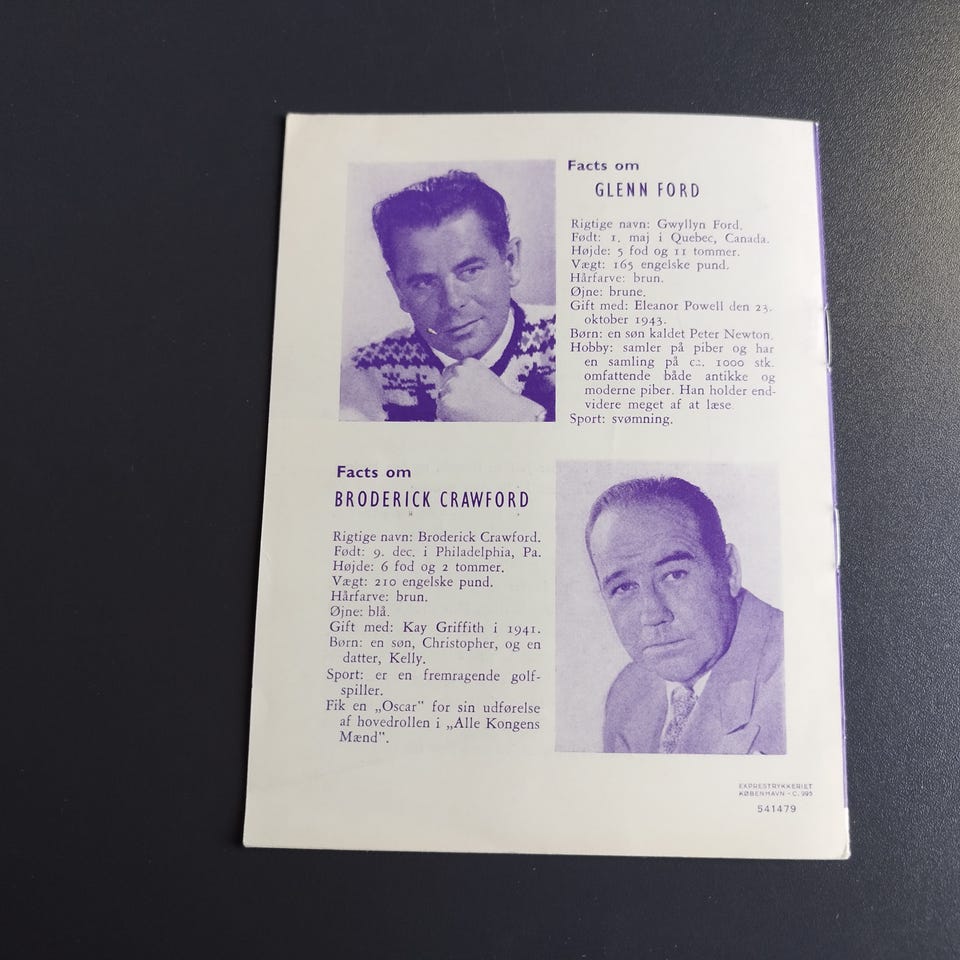 Facts om
GLENN FORD
Rigtige navn: Gwyllyn Ford.
Født: 1. maj i Quebec, Canada.
Højde: 5 fod og 11 tommer.
Vægt: 165 engelske pund.
Hårfarve: brun.
Øjne: brune.
Gift med: Eleanor Powell den 23.
oktober 1943.
Børn: en søn kaldet Peter Newton.
Hobby: samler på piber og har
en samling på ca. 1000 stk.
omfattende både antikke og
moderne piber. Han holder end-
videre meget af at læse.
Sport: svømning.
Facts om
BRODERICK CRAWFORD
Rigtige navn: Broderick Crawford.
Født: 9. dec. i Philadelphia, Pa.
Højde: 6 fod og 2 tommer.
Vægt: 210 engelske pund.
Hårfarve: brun.
Øjne: blå.
Gift med: Kay Griffith i 1941.
Børn: en søn, Christopher, og en
datter, Kelly.
Sport: er en fremragende golf-
spiller.
Fik en „Oscar” for sin udførelse
af hovedrollen i „Alle Kongens
Mænd”.
EXPRESTRYKKERIET
KØBENHAVN - C. 995
541479